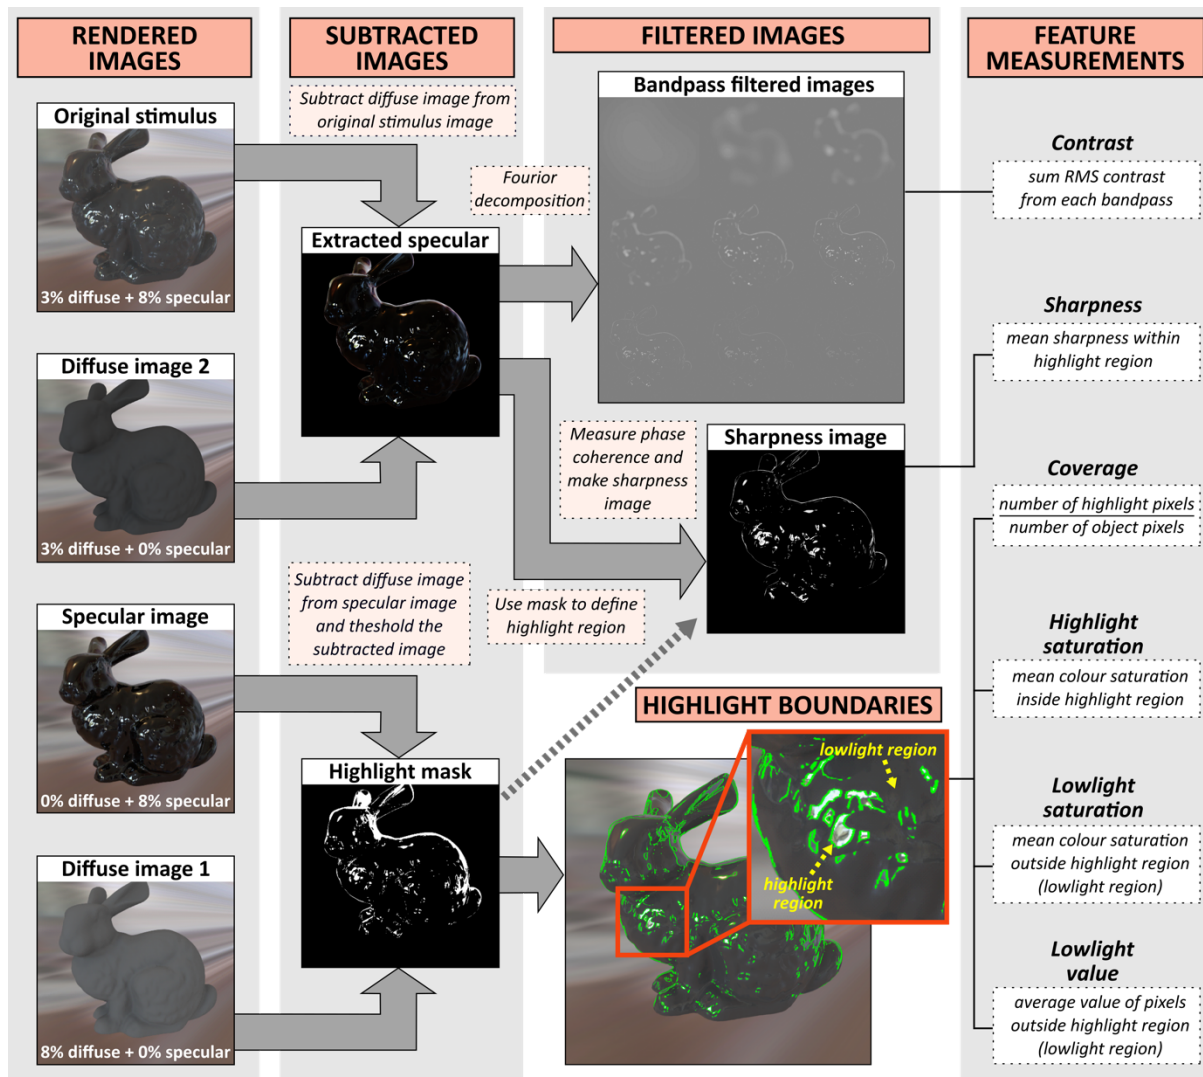 RENDERED
IMAGES
Original stimulus
3% diffuse + 8% specular
Diffuse image 2
3% diffuse + 0% specular
Specular image
0% diffuse + 8% specular
Diffuse image 1
8% diffuse + 0% specular
SUBTRACTED
IMAGES
Subtract diffuse image from
original stimulus image
Extracted specular
Subtract diffuse image
from specular image
and theshold the
subtracted image
Highlight mask
FILTERED IMAGES
Bandpass filtered images
Fourior
decomposition
Measure phase
coherence and
make sharpness
image
Sharpness image
Use mask to define
highlight region
HIGHLIGHT BOUNDARIES
lowlight region
highlight
region
FEATURE
MEASUREMENTS
Contrast
sum RMS contrast
from each bandpass
Sharpness
mean sharpness within
highlight region
Coverage
number of highlight pixels
number of object pixels
Highlight
saturation
mean colour saturation
inside highlight region
Lowlight
saturation
mean colour saturation
outside highlight region
(lowlight region)
Lowlight
value
average value of pixels
outside highlight region
(lowlight region)